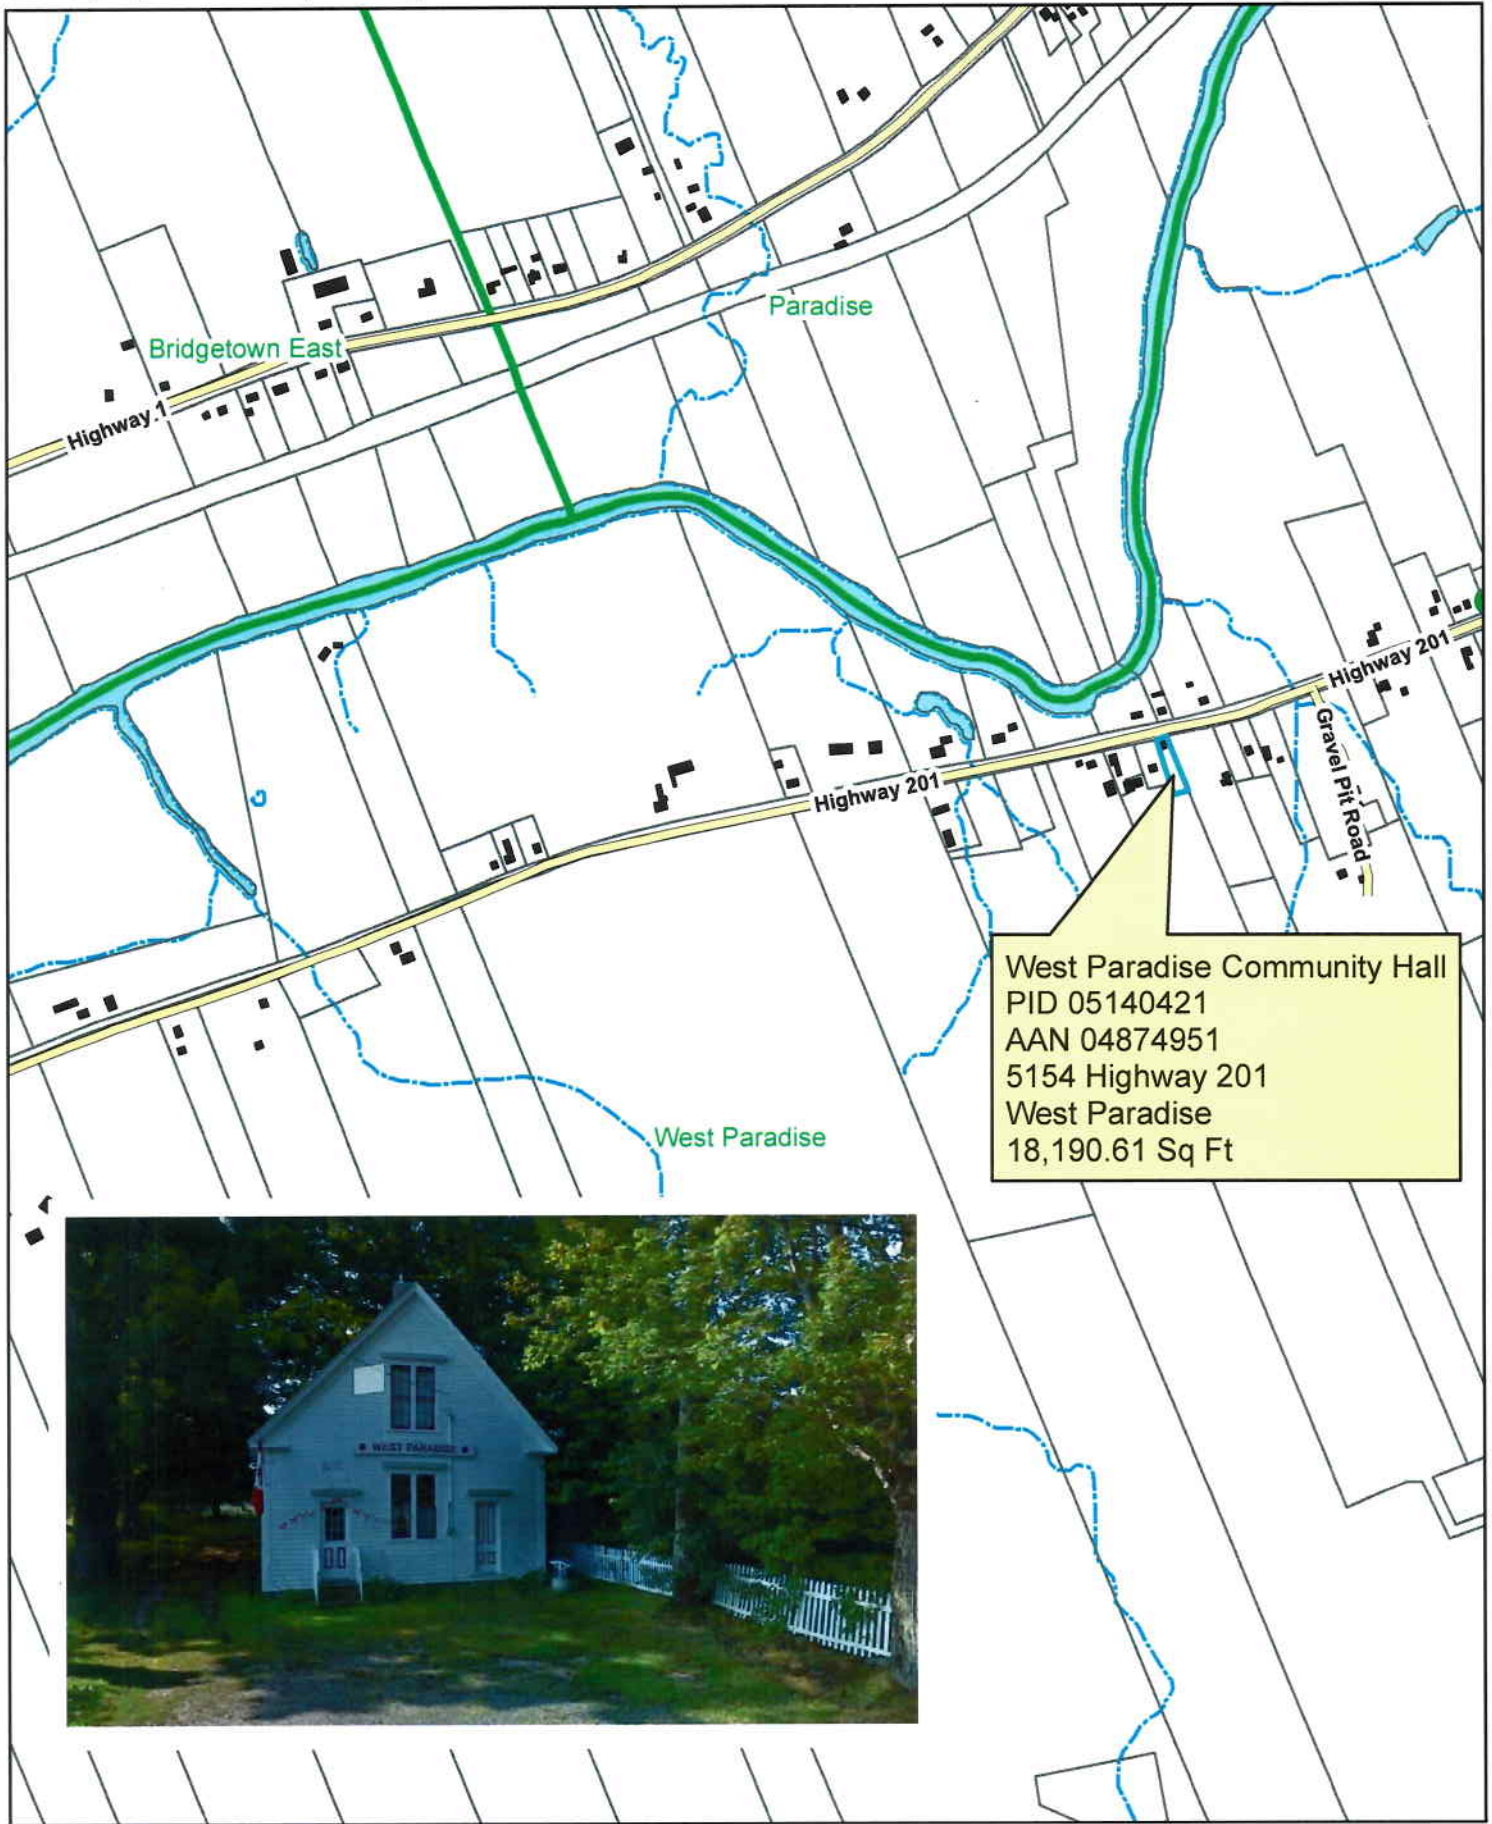 Paradise
Bridgetown East
Highway 1
Highway 201
Gravel Pit Road
Highway 201
West Paradise Community Hall
PID 05140421
AAN 04874951
5154 Highway 201
West Paradise
18,190.61 Sq Ft
West Paradise
WEST PARADISE